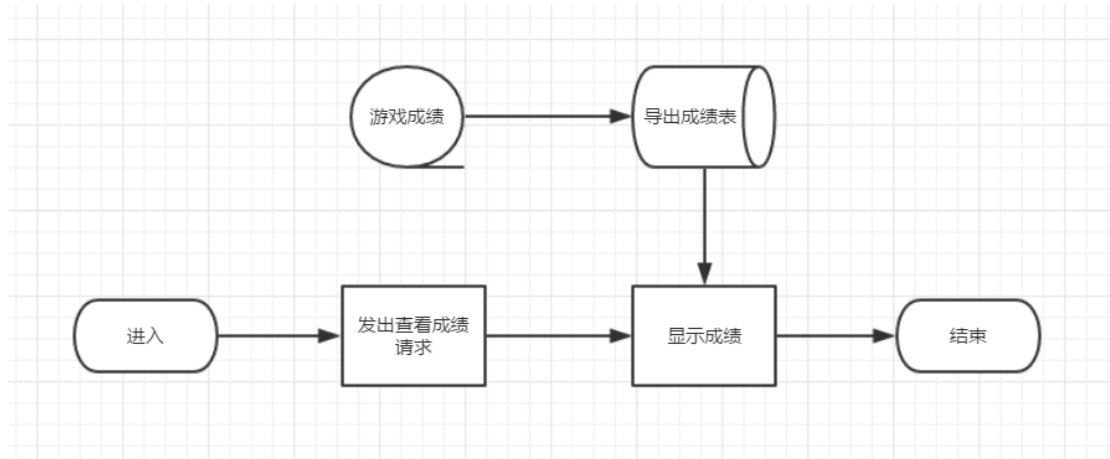 游戏成绩
导出成绩表
进入
发出查看成绩
请求
显示成绩
结束